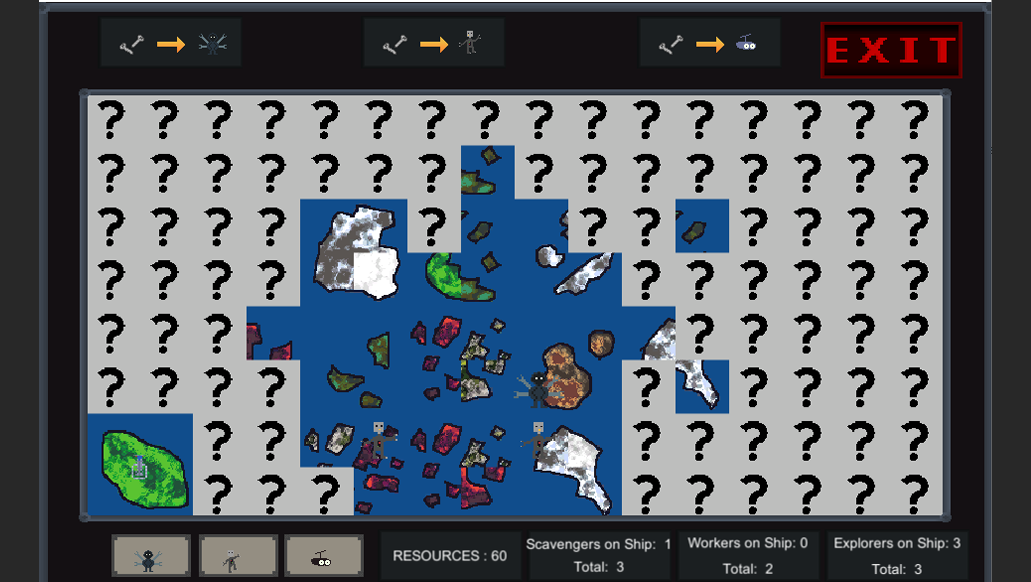 EXIT
? ? ? ? ? ? ? ? ? ? ? ? ? ? ? ?
? ? ? ? ? ? ? ? ? ? ? ? ? ? ?
? ? ? ? ? ? ? ? ? ? ?
? ? ? ? ? ? ? ? ? ?
? ? ? ? ? ? ? ?
? ? ? ? ? ? ? ? ?
? ? ? ? ? ? ? ?
? ? ? ? ? ? ? ? ?
RESOURCES : 60
Scavengers on Ship: 1
Total: 3
Workers on Ship: 0
Total: 2
Explorers on Ship: 3
Total: 3